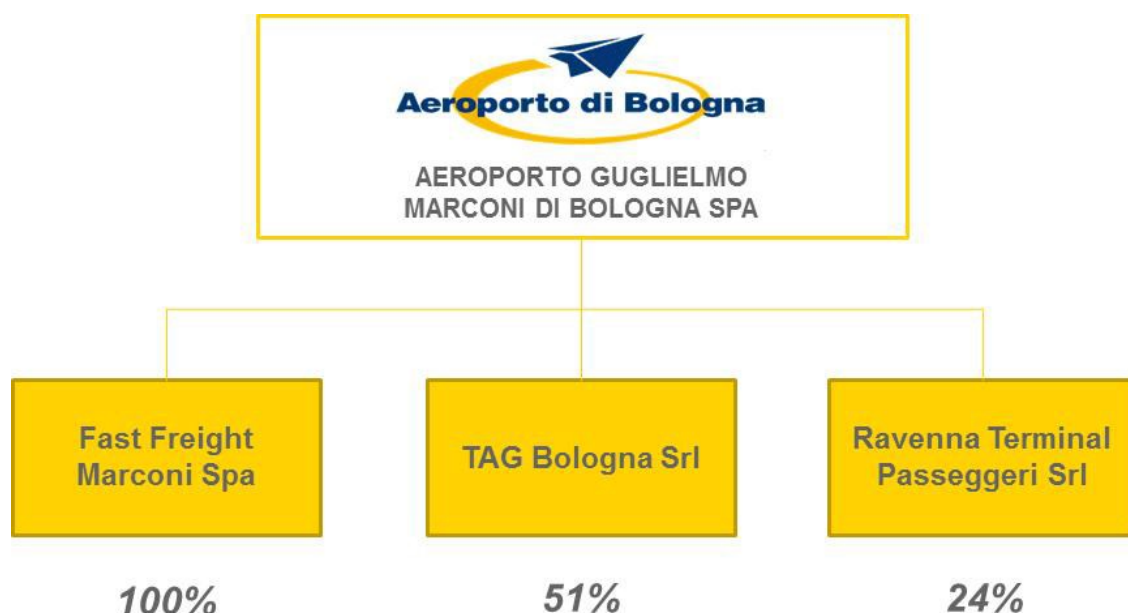 Aeroporto di Bologna
AEROPORTO GUGLIELMO
MARCONI DI BOLOGNA SPA
Fast Freight
Marconi Spa
TAG Bologna Srl
Ravenna Terminal
Passeggeri Srl
100%
51%
24%